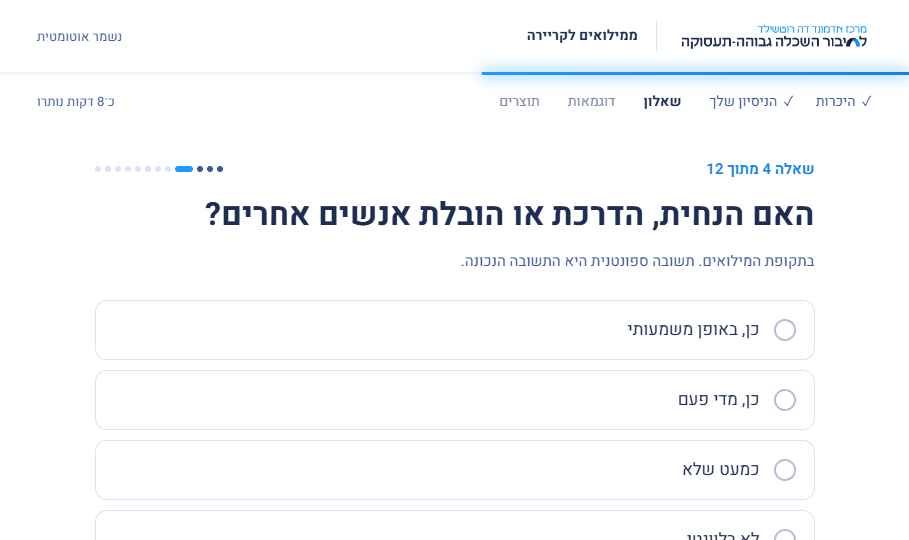 מרכז אדמונד דה רוטשילד
לחיבור השכלה גבוהה-תעסוקה
ממילואים לקריירה
נשמר אוטומטית
✓ היכרות
✓ הניסיון שלך
שאלון
דוגמאות
תוצרים
כ־8 דקות נותרו
שאלה 4 מתוך 12
האם הנחית, הדרכת או הובלת אנשים אחרים?
בתקופת המילואים. תשובה ספונטנית היא התשובה הנכונה.
כן, באופן משמעותי
כן, מדי פעם
כמעט שלא
לא רלוונטי